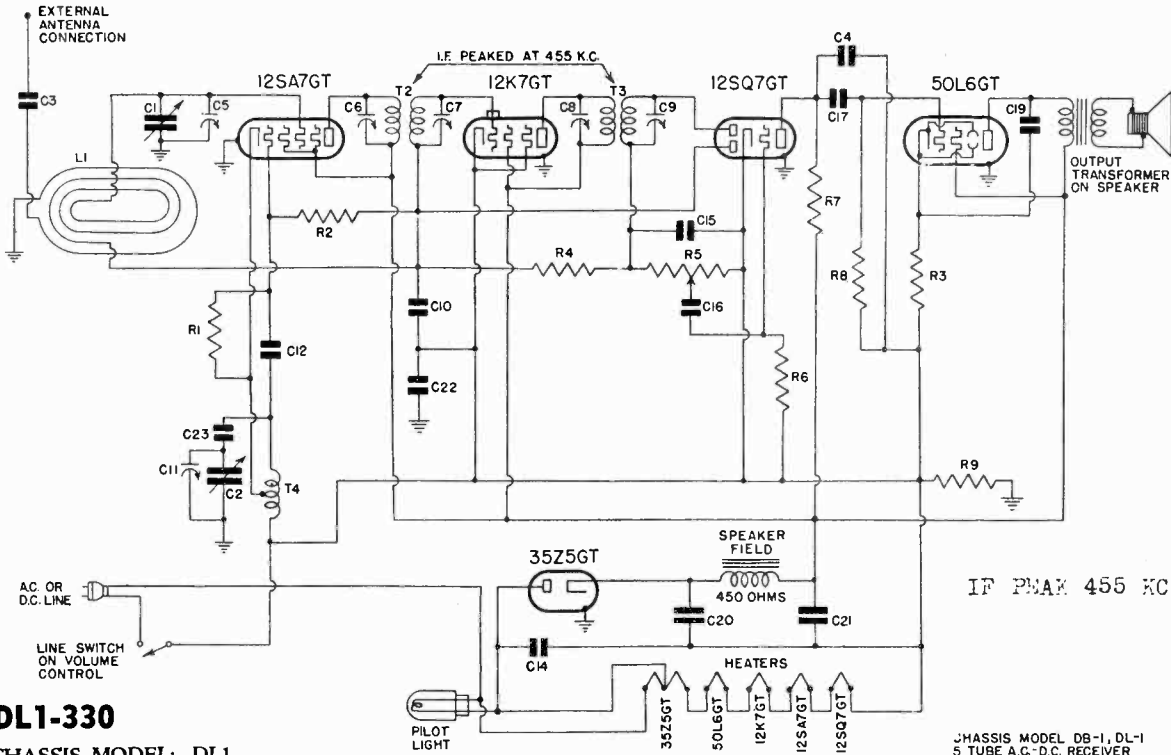 EXTERNAL
ANTENNA
CONNECTION
C3
L1
C1
C5
12SA7GT
I.F. PEAKED AT 455 K.C.
C6
T2
C7
12K7GT
C8
T3
C9
12SQ7GT
C4
C17
50L6GT
C19
OUTPUT
TRANSFORMER
ON SPEAKER
R2
R4
C15
R5
C16
R7
R8
R3
R1
C12
C10
C22
R6
C23
C11
C2
T4
R9
A.C. OR
D.C. LINE
LINE SWITCH
ON VOLUME
CONTROL
35Z5GT
SPEAKER
FIELD
450 OHMS
C20
C21
C14
IF PEAK 455 KC
HEATERS
35Z5GT
50L6GT
12K7GT
12SA7GT
12SQ7GT
PILOT
LIGHT
DL1-330
CHASSIS MODEL: DL1
CHASSIS MODEL DB-1, DL-1
5 TUBE A.C.-D.C. RECEIVER